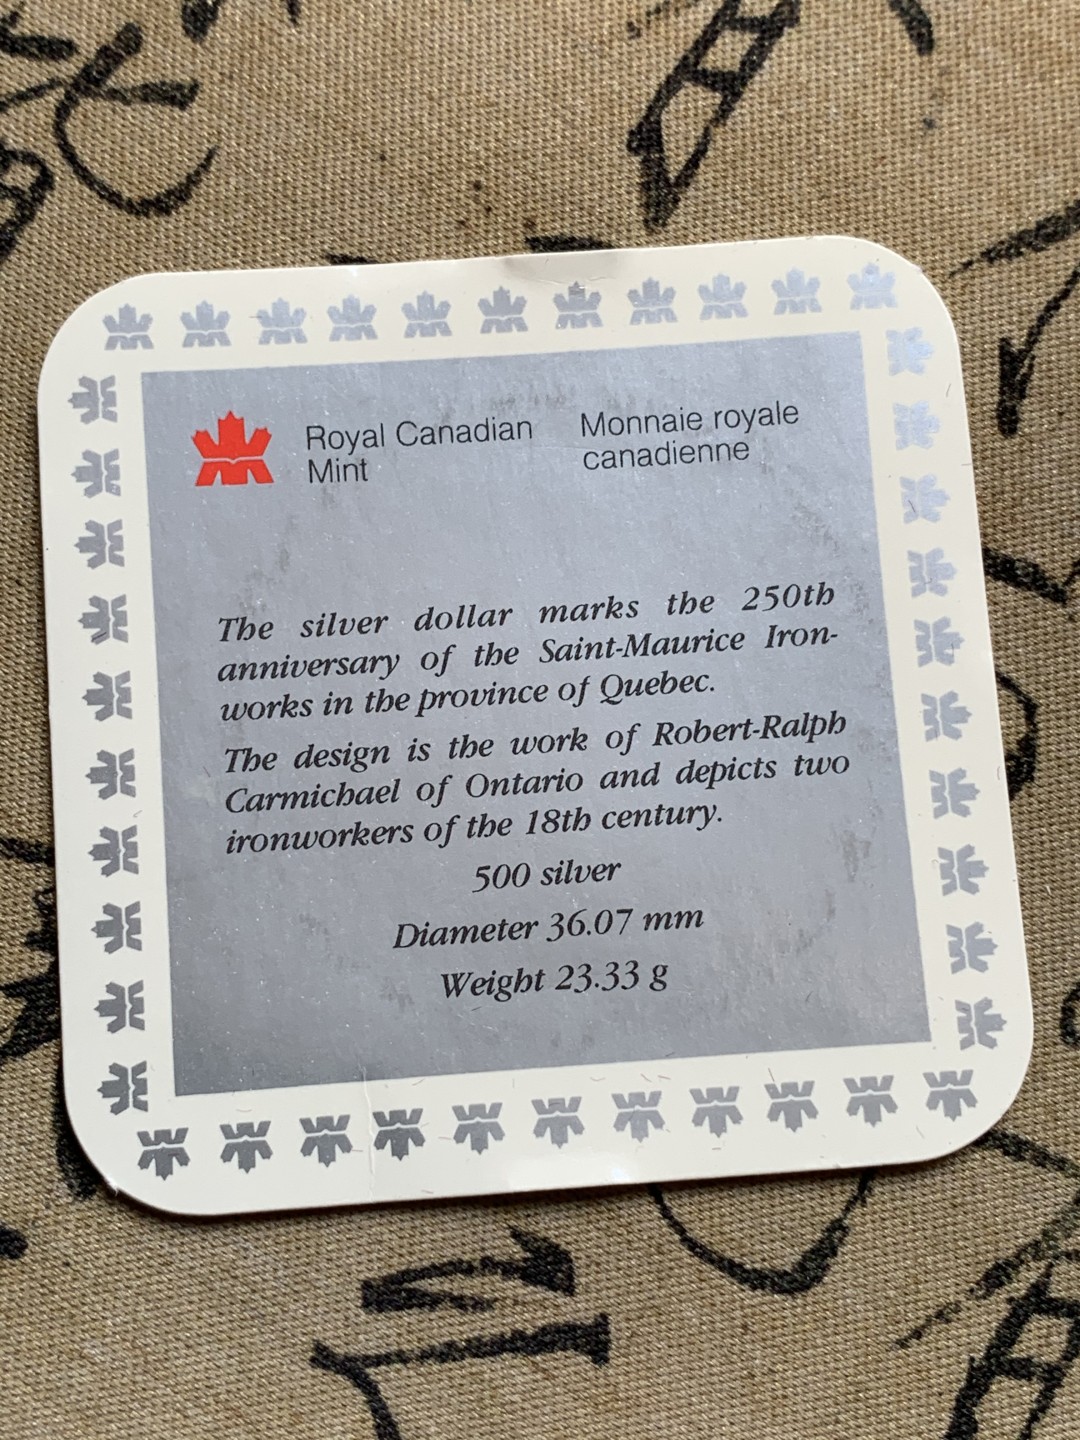 Royal Canadian Mint
Monnaie royale canadienne
The silver dollar marks the 250th
anniversary of the Saint-Maurice Iron-
works in the province of Quebec.
The design is the work of Robert-Ralph
Carmichael of Ontario and depicts two
ironworkers of the 18th century.
500 silver
Diameter 36.07 mm
Weight 23.33 g